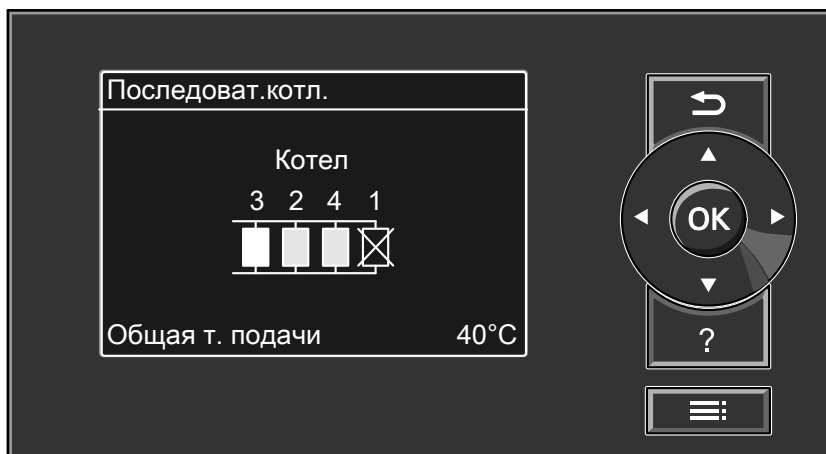 Последоват.котл.
Котел
3 2 4 1
Общая т. подачи 40°C
OK
?